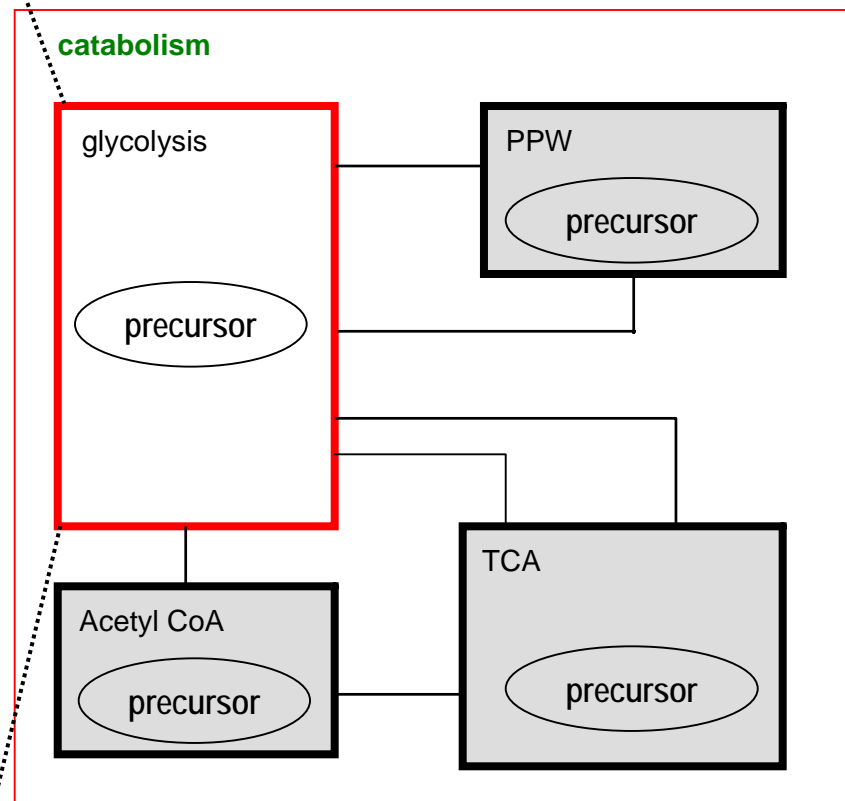 catabolism
glycolysis
precursor
PPW
precursor
Acetyl CoA
precursor
TCA
precursor